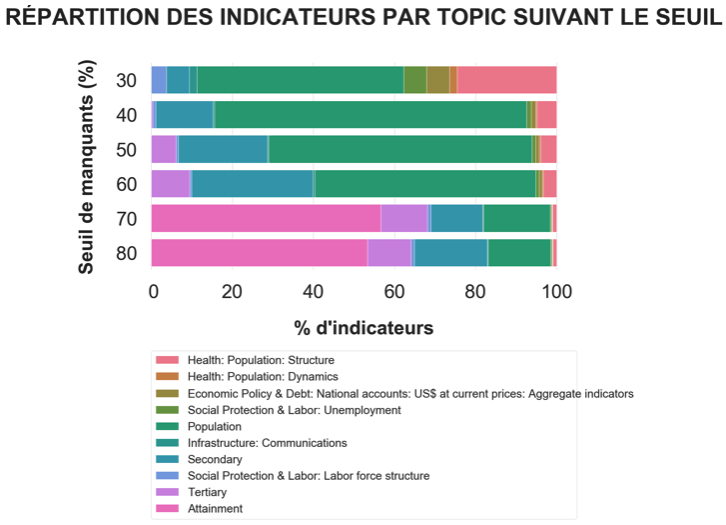 RÉPARTITION DES INDICATEURS PAR TOPIC SUIVANT LE SEUIL
Seuil de manquants (%)
30
40
50
60
70
80
0 20 40 60 80 100
% d'indicateurs
Health: Population: Structure
Health: Population: Dynamics
Economic Policy & Debt: National accounts: US$ at current prices: Aggregate indicators
Social Protection & Labor: Unemployment
Population
Infrastructure: Communications
Secondary
Social Protection & Labor: Labor force structure
Tertiary
Attainment